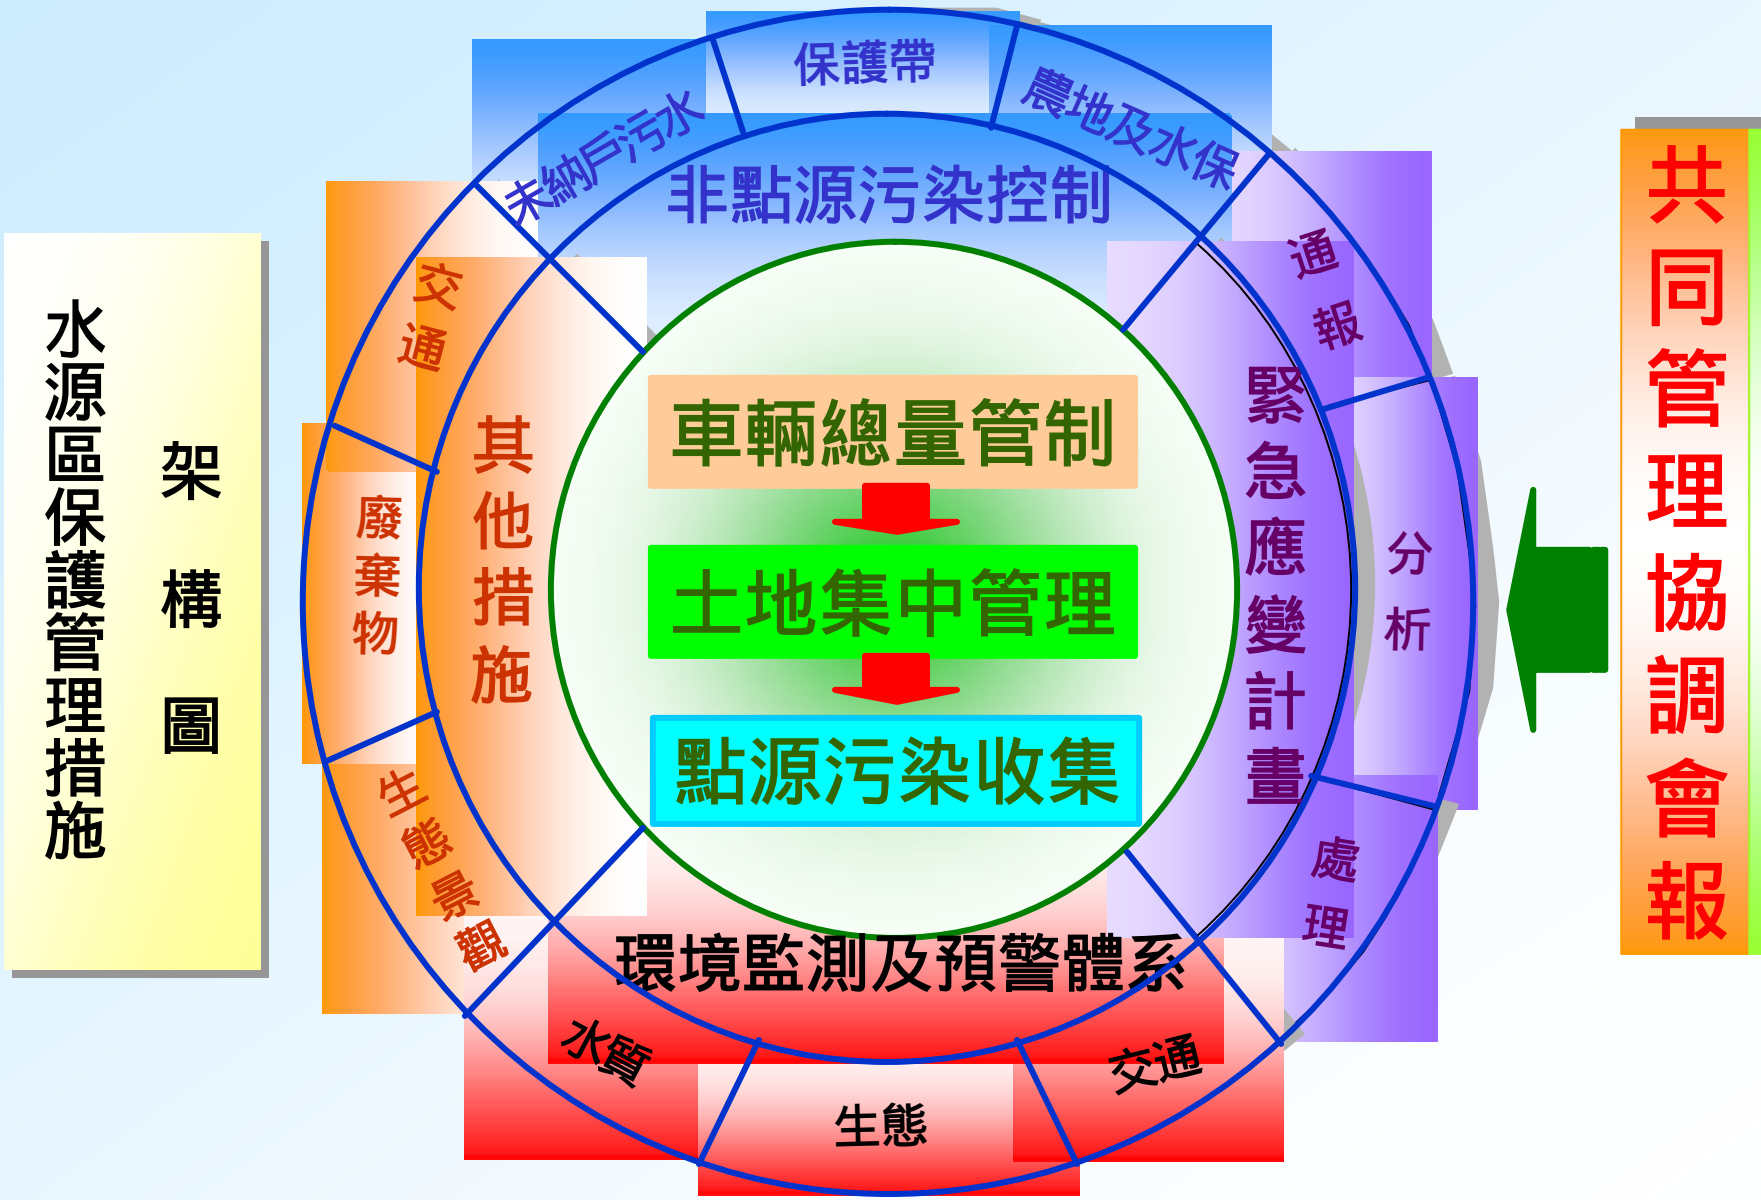 水源區保護管理措施
架構圖
未納戶污水
保護帶
農地及水保
非點源污染控制
交通
廢棄物
生態景觀
其他措施
車輛總量管制
土地集中管理
點源污染收集
緊急應變計畫
通報
分析
處理
環境監測及預警體系
水質
生態
交通
共同管理協調會報